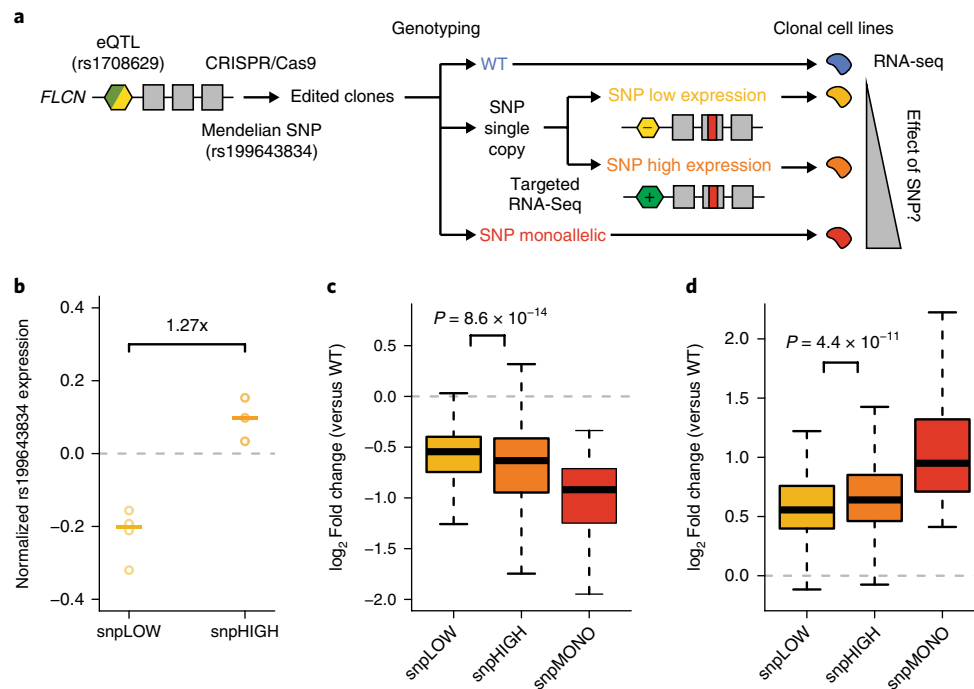 a
Genotyping
Clonal cell lines
eQTL
(rs1708629)
CRISPR/Cas9
WT
RNA-seq
FLCN
Edited clones
SNP low expression
SNP
single
copy
−
Mendelian SNP
(rs199643834)
SNP high expression
Targeted
RNA-Seq
+
Effect of SNP?
SNP monoallelic
b
Normalized rs199643834 expression
0.4
0.2
0.0
−0.2
−0.4
1.27x
snpLOW
snpHIGH
c
log2 Fold change (versus WT)
P = 8.6 × 10−14
0.5
0.0
−0.5
−1.0
−1.5
−2.0
snpLOW
snpHIGH
snpMONO
d
log2 Fold change (versus WT)
P = 4.4 × 10−11
2.0
1.5
1.0
0.5
0.0
snpLOW
snpHIGH
snpMONO